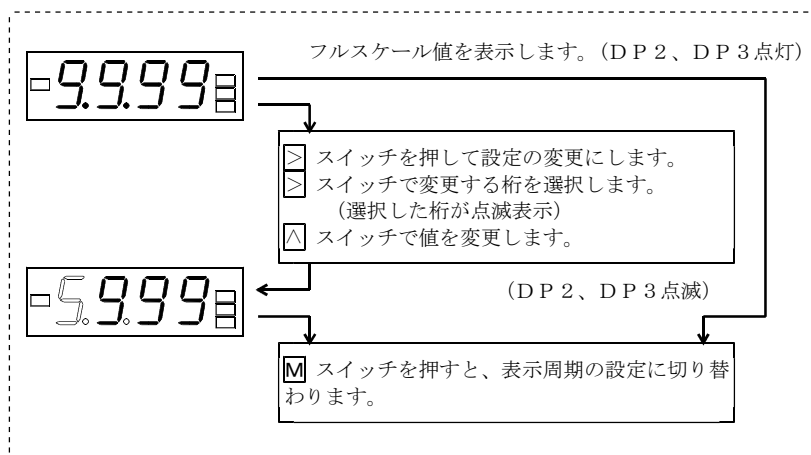 フルスケール値を表示します。(ＤＰ２、ＤＰ３点灯)
-9.9.99
> スイッチを押して設定の変更にします。
> スイッチで変更する桁を選択します。
(選択した桁が点滅表示)
∧ スイッチで値を変更します。
-5.9.99
(ＤＰ２、ＤＰ３点滅)
M スイッチを押すと、表示周期の設定に切り替
わります。